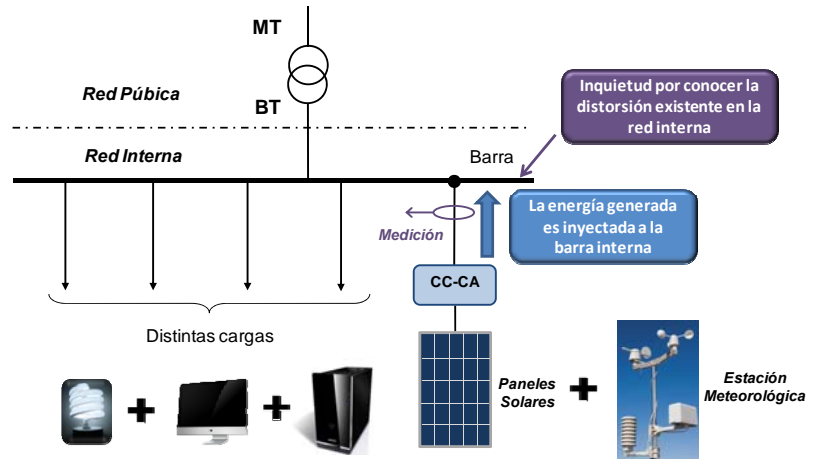 MT
Red Púbica
BT
Inquietud por conocer la
distorsión existente en la
red interna
Red Interna
Barra
La energía generada
es inyectada a la
barra interna
Medición
CC-CA
Distintas cargas
Paneles
Solares
Estación
Meteorológica